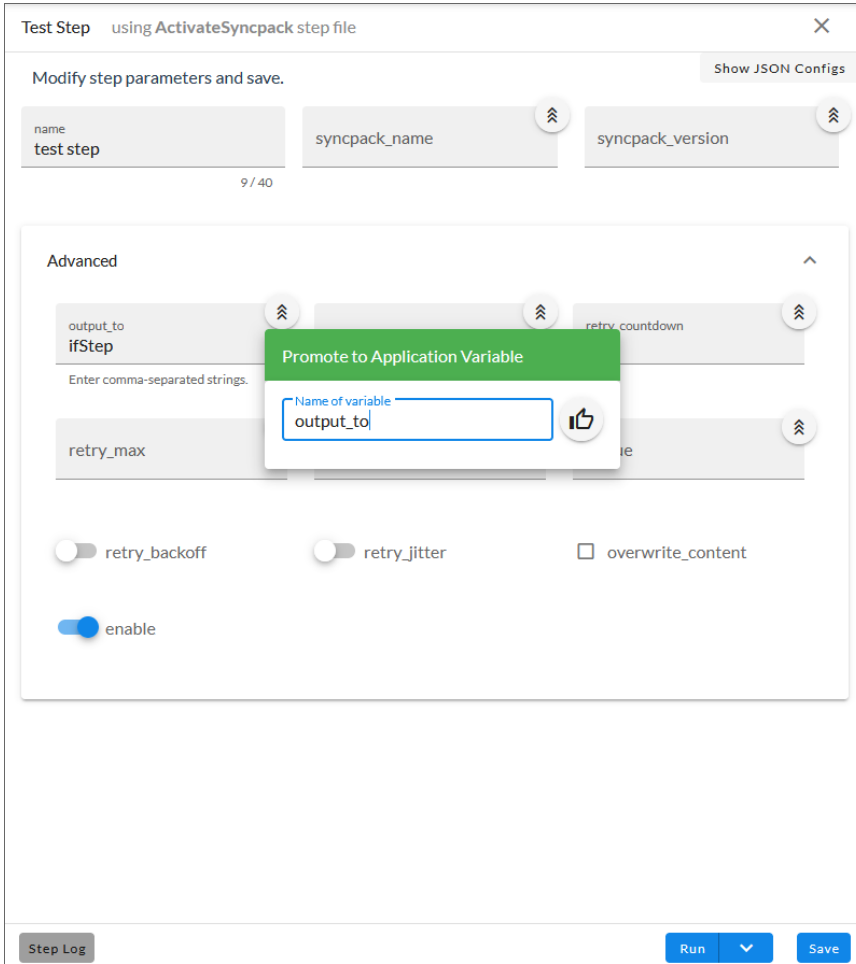 Test Step using ActivateSyncpack step file
Show JSON Configs
Modify step parameters and save.
name
test step
syncpack_name
syncpack_version
9 / 40
Advanced
output_to
ifStep
retry_countdown
Enter comma-separated strings.
Promote to Application Variable
Name of variable
output_to
retry_max
retry_backoff
retry_jitter
overwrite_content
enable
Step Log
Run
Save